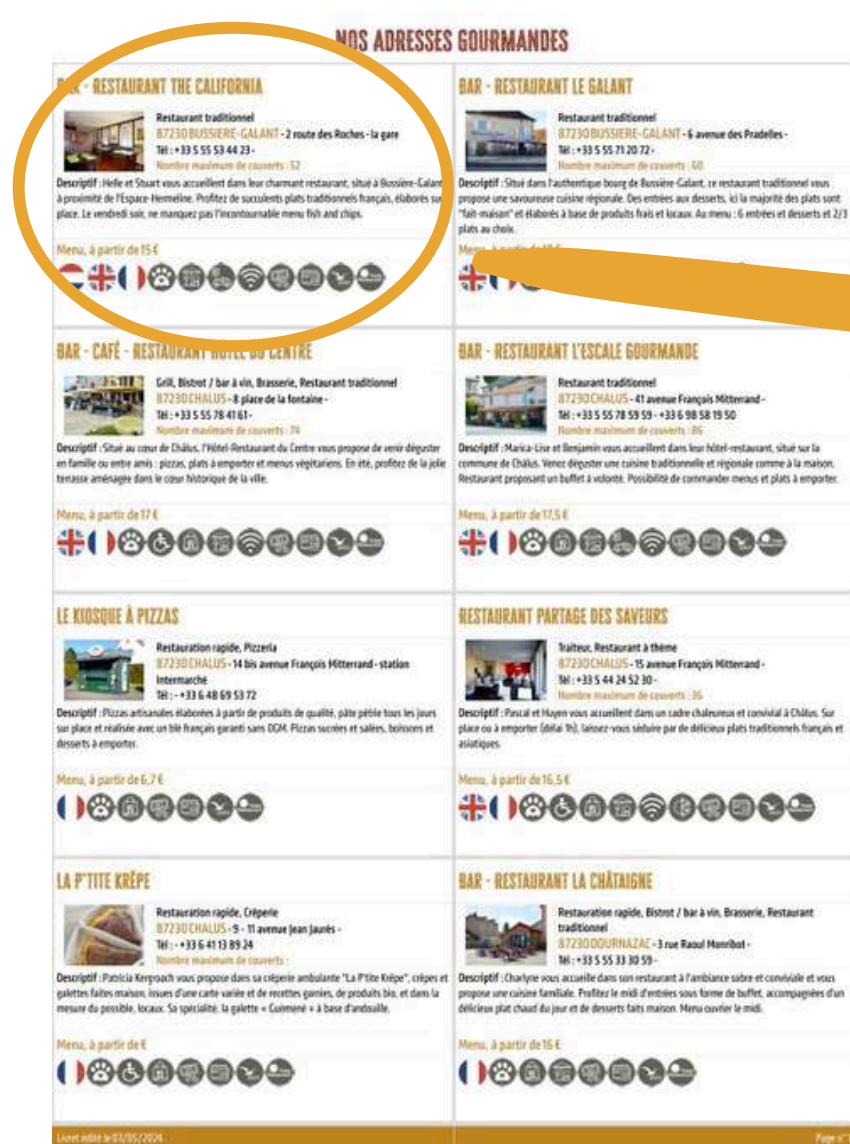 NOS ADRESSES GOURMANDES
BAR - RESTAURANT THE CALIFORNIA
Restaurant traditionnel
87230 BUSSIERE-GALANT - 2 route des Roches - la gare
Tél : +33 5 55 53 44 23 -
Nombre maximum de couverts : 52
Descriptif : Helle et Stuart vous accueillent dans leur charmant restaurant, situé à Bussière-Galant
à proximité de l'Espace Hermeline. Profitez de succulents plats traditionnels français, élaborés sur
place. Le vendredi soir, ne manquez pas l'incontournable menu fish and chips.
Menu, à partir de 15 €
BAR - RESTAURANT LE GALANT
Restaurant traditionnel
87230 BUSSIERE-GALANT - 6 avenue des Pradelles -
Tél : +33 5 55 71 20 72 -
Nombre maximum de couverts : 60
Descriptif : Situé dans l'authentique bourg de Bussière-Galant, ce restaurant traditionnel vous
propose une savoureuse cuisine régionale. Des entrées aux desserts, ici la majorité des plats sont
"fait-maison" et élaborés à base de produits frais et locaux. Au menu : 6 entrées et desserts et 2/3
plats au choix.
Menu, à partir de
BAR - CAFÉ - RESTAURANT HOTEL DU CENTRE
Grill, Bistrot / bar à vin, Brasserie, Restaurant traditionnel
87230 CHALUS - 8 place de la fontaine -
Tél : +33 5 55 78 41 61 -
Nombre maximum de couverts : 74
Descriptif : Situé au cœur de Châlus, l'Hôtel-Restaurant du Centre vous propose de venir déguster
en famille ou entre amis : pizzas, plats à emporter et menus végétariens. En été, profitez de la jolie
terrasse aménagée dans le cœur historique de la ville.
Menu, à partir de 17 €
BAR - RESTAURANT L'ESCALE GOURMANDE
Restaurant traditionnel
87230 CHALUS - 41 avenue François Mitterrand -
Tél : +33 5 55 78 59 59 - +33 6 98 58 19 50
Nombre maximum de couverts : 86
Descriptif : Marica-Lise et Benjamin vous accueillent dans leur hôtel-restaurant, situé sur la
commune de Châlus. Venez déguster une cuisine traditionnelle et régionale comme à la maison.
Restaurant proposant un buffet à volonté. Possibilité de commander menus et plats à emporter.
Menu, à partir de 17,5 €
LE KIOSQUE À PIZZAS
Restauration rapide, Pizzeria
87230 CHALUS - 14 bis avenue François Mitterrand - station
Intermarché
Tél : - +33 6 48 69 53 72
Descriptif : Pizzas artisanales élaborées à partir de produits de qualité, pâte pétrie tous les jours
sur place et réalisée avec un blé français garanti sans OGM. Pizzas sucrées et salées, boissons et
desserts à emporter.
Menu, à partir de 6,7 €
RESTAURANT PARTAGE DES SAVEURS
Traiteur, Restaurant à thème
87230 CHALUS - 15 avenue François Mitterrand -
Tél : +33 5 44 24 52 30 -
Nombre maximum de couverts : 36
Descriptif : Pascal et Huyen vous accueillent dans un cadre chaleureux et convivial à Châlus. Sur
place ou à emporter (délai 1h), laissez-vous séduire par de délicieux plats traditionnels français et
asiatiques.
Menu, à partir de 16,5 €
LA P'TITE KRÊPE
Restauration rapide, Crêperie
87230 CHALUS - 9 - 11 avenue Jean Jaurès -
Tél : - +33 6 41 13 89 24
Nombre maximum de couverts :
Descriptif : Patricia Kergroach vous propose dans sa crêperie ambulante "La P'tite Krêpe", crêpes et
galettes faites maison, issues d'une carte variée et de recettes garnies, de produits bio, et dans la
mesure du possible, locaux. Sa spécialité, la galette « Guémené » à base d'andouille.
Menu, à partir de €
BAR - RESTAURANT LA CHÂTAIGNE
Restauration rapide, Bistrot / bar à vin, Brasserie, Restaurant
traditionnel
87230 DOURNAZAC - 3 rue Raoul Monribot -
Tél : +33 5 55 33 30 59 -
Descriptif : Charlyne vous accueille dans son restaurant à l'ambiance sobre et conviviale et vous
propose une cuisine familiale. Profitez le midi d'entrées sous forme de buffet, accompagnées d'un
délicieux plat chaud du jour et de desserts faits maison. Menu ouvrier le midi.
Menu, à partir de 16 €
Livret édité le 03/05/2024
Page n°